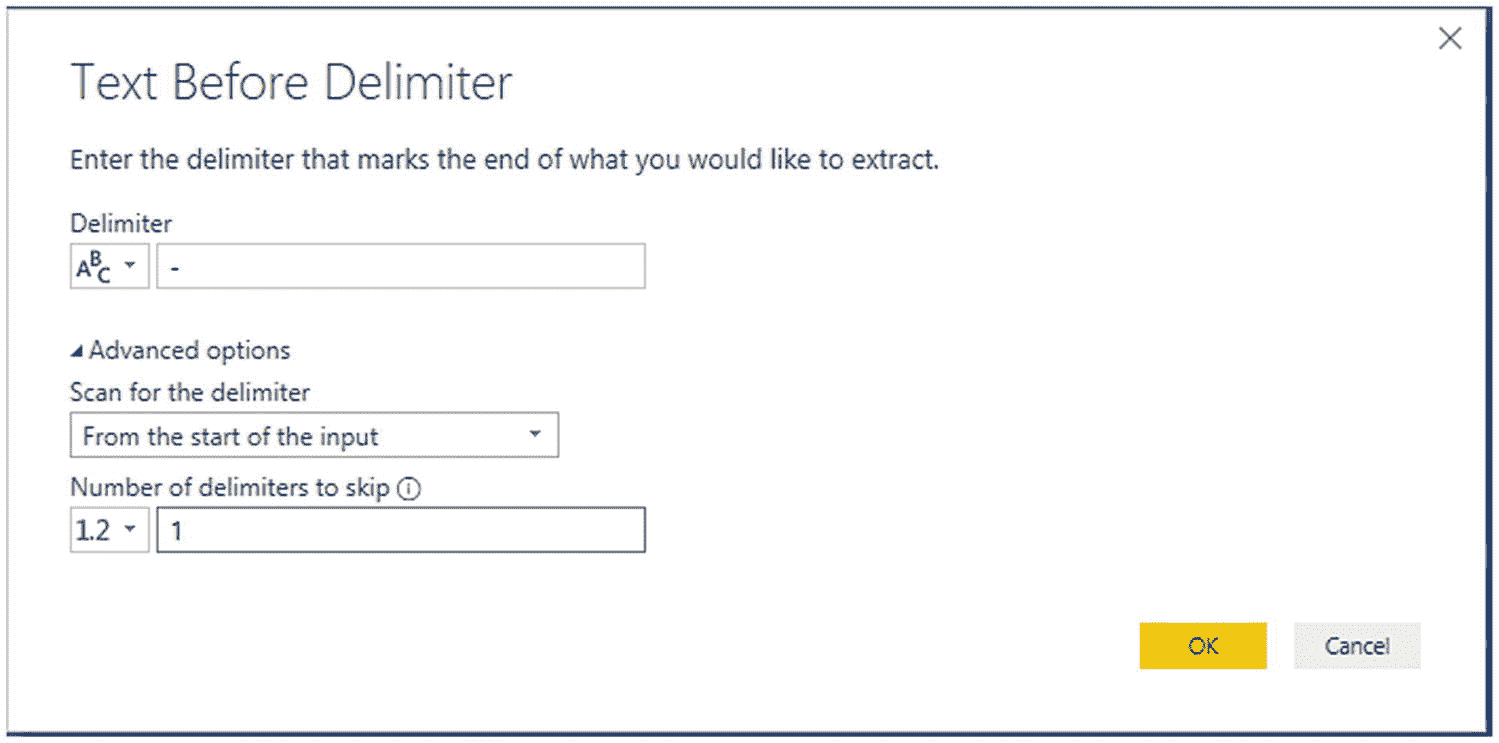 Text Before Delimiter
Enter the delimiter that marks the end of what you would like to extract.
Delimiter
ABC -
Advanced options
Scan for the delimiter
From the start of the input
Number of delimiters to skip
1.2 1
OK Cancel